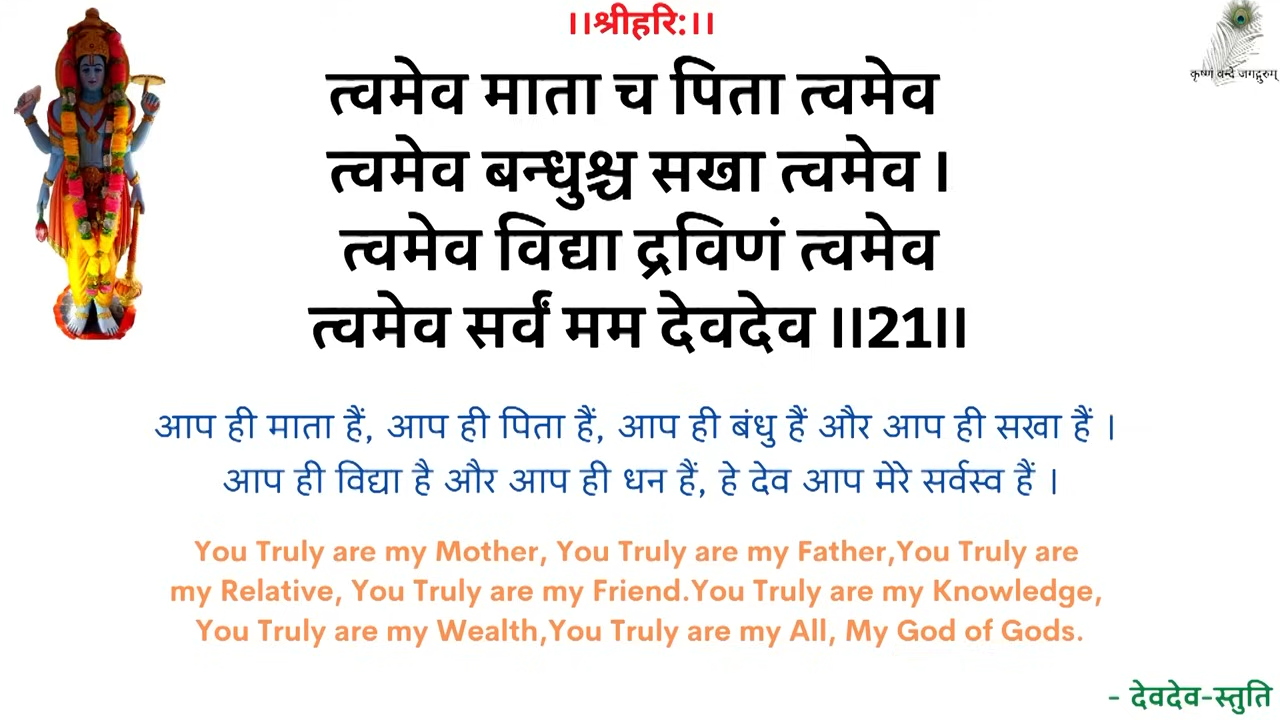 ।।श्रीहरि:।।
कृष्णं वन्दे जगद्गुरुम्
त्वमेव माता च पिता त्वमेव
त्वमेव बन्धुश्च सखा त्वमेव ।
त्वमेव विद्या द्रविणं त्वमेव
त्वमेव सर्वं मम देवदेव ।।21।।
आप ही माता हैं, आप ही पिता हैं, आप ही बंधु हैं और आप ही सखा हैं ।
आप ही विद्या है और आप ही धन हैं, हे देव आप मेरे सर्वस्व हैं ।
You Truly are my Mother, You Truly are my Father,You Truly are
my Relative, You Truly are my Friend.You Truly are my Knowledge,
You Truly are my Wealth,You Truly are my All, My God of Gods.
- देवदेव-स्तुति